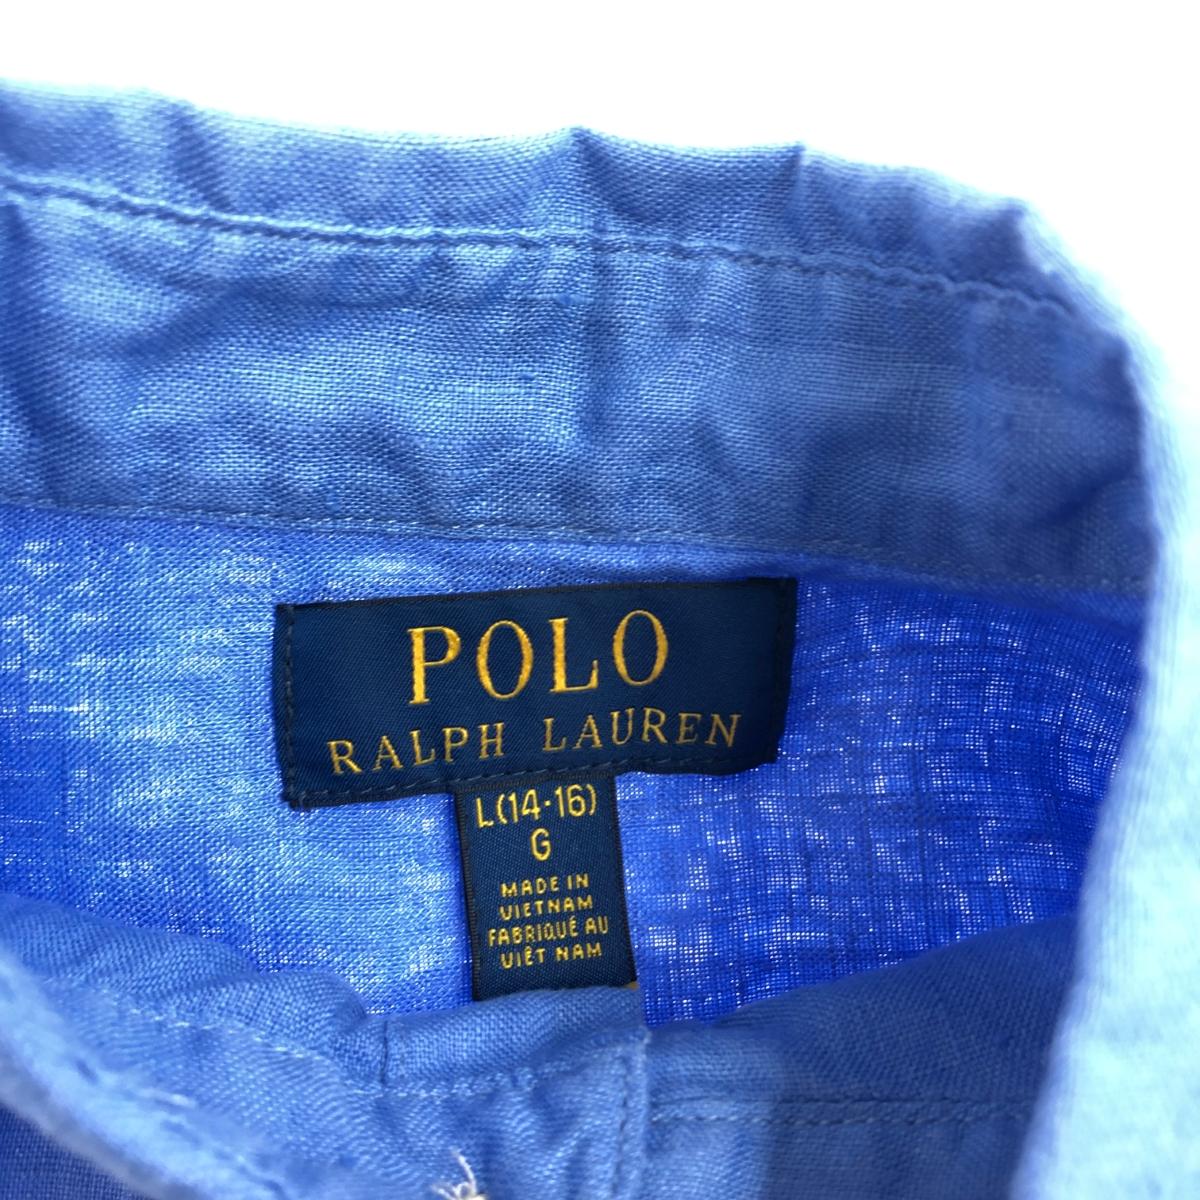 POLO
RALPH LAUREN
L(14-16)
G
MADE IN
VIETNAM
FABRIQUÉ AU
VIÊT NAM